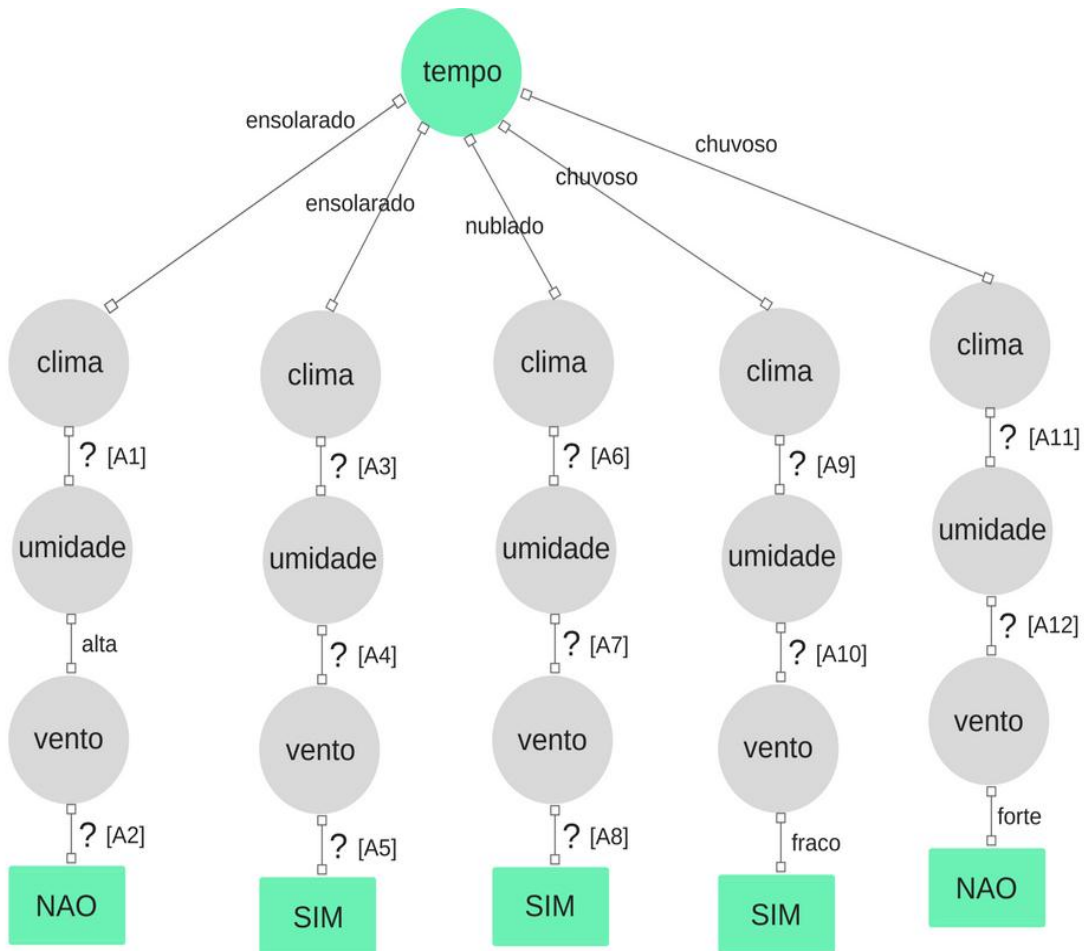 tempo
ensolarado
ensolarado
nublado
chuvoso
chuvoso
clima
clima
clima
clima
clima
? [A1]
? [A3]
? [A6]
? [A9]
? [A11]
umidade
umidade
umidade
umidade
umidade
alta
? [A4]
? [A7]
? [A10]
? [A12]
vento
vento
vento
vento
vento
? [A2]
? [A5]
? [A8]
fraco
forte
NAO
SIM
SIM
SIM
NAO